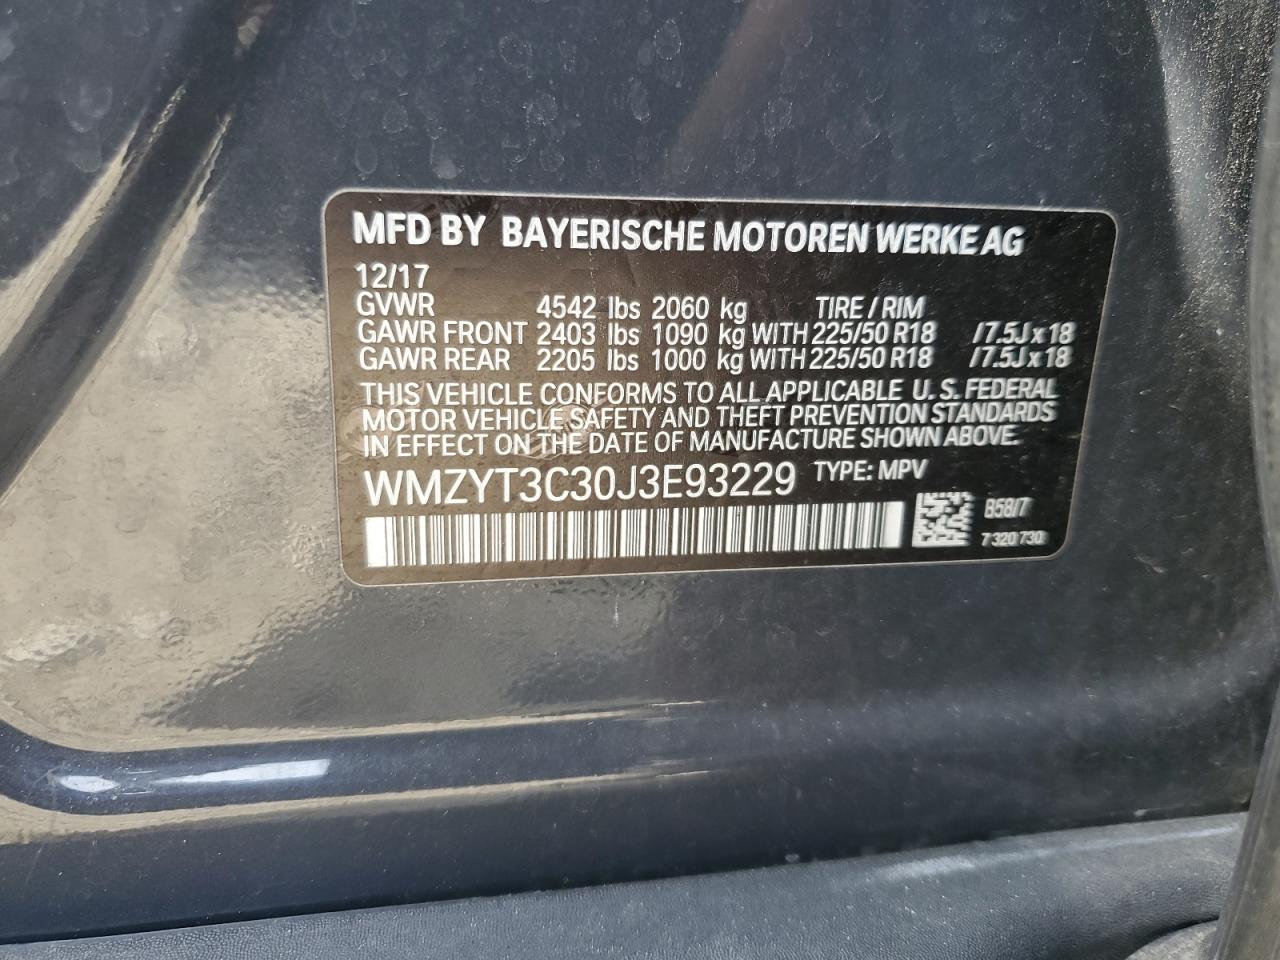 MFD BY BAYERISCHE MOTOREN WERKE AG
12/17
GVWR 4542 lbs 2060 kg TIRE / RIM
GAWR FRONT 2403 lbs 1090 kg WITH 225/50 R18 /7.5J x 18
GAWR REAR 2205 lbs 1000 kg WITH 225/50 R18 /7.5J x 18
THIS VEHICLE CONFORMS TO ALL APPLICABLE U.S. FEDERAL
MOTOR VEHICLE SAFETY AND THEFT PREVENTION STANDARDS
IN EFFECT ON THE DATE OF MANUFACTURE SHOWN ABOVE.
WMZYT3C30J3E93229 TYPE: MPV
B58/7
7 320 730